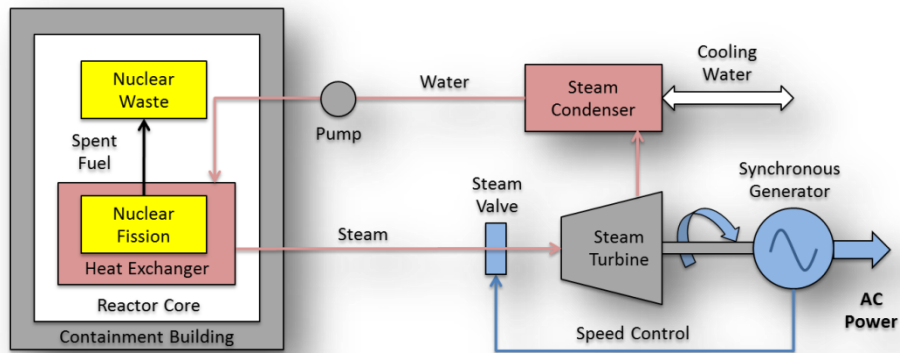 Nuclear
Waste
Spent
Fuel
Nuclear
Fission
Heat Exchanger
Reactor Core
Containment Building
Water
Pump
Steam
Condenser
Cooling
Water
Steam
Steam
Valve
Steam
Turbine
Synchronous
Generator
AC
Power
Speed Control